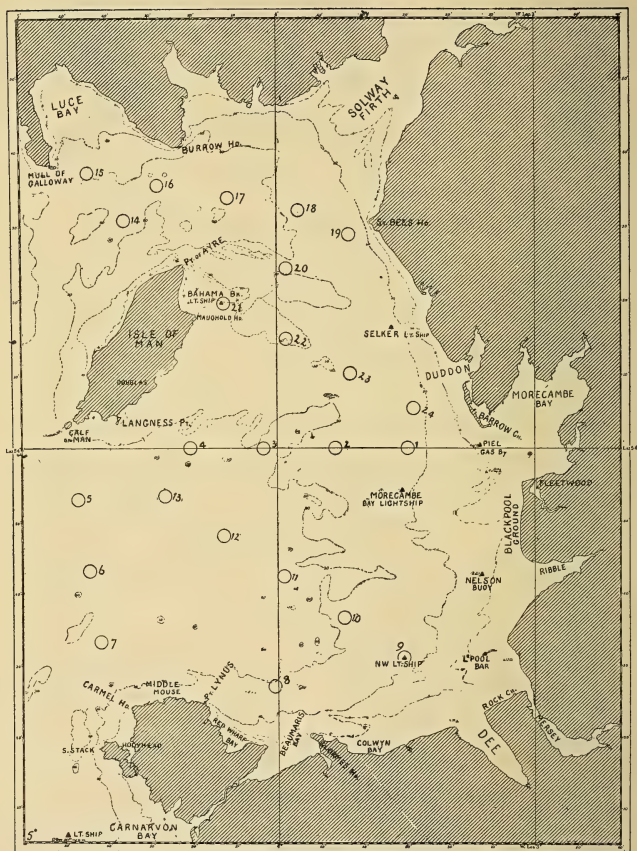 LUCE
BAY
SOLWAY
FIRTH
BURROW HD.
MULL OF
GALLOWAY
15
16
17
18
14
19
ST. BEES HD.
PT. OF AYRE
20
BAHAMA BK.
LT. SHIP
21
MAUGHOLD HD.
ISLE OF
MAN
22
SELKER LT. SHIP
DUDDON
23
MORECAMBE
BAY
DOUGLAS
24
BARROW CH.
LANGNESS PT.
CALF
OF MAN
PIEL
GAS BY
4
3
2
1
LAT 54
5
13
MORECAMBE
BAY LIGHTSHIP
FLEETWOOD
BLACKPOOL
GROUND
12
6
11
NELSON
BUOY
RIBBLE
10
7
9
NW LT. SHIP
L'POOL
BAR
8
MIDDLE
MOUSE
CARMEL HD.
PT. LYNUS
ROCK CH.
MERSEY
RED WHARF
BAY
BEAUMARIS
BAY
S. STACK
HOLYHEAD
COLWYN
BAY
DEE
CARNARVON
BAY
5°
LT. SHIP